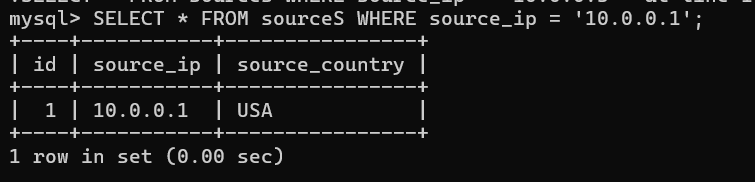 mysql> SELECT * FROM sourceS WHERE source_ip = '10.0.0.1';
+----+-----------+----------------+
| id | source_ip | source_country |
+----+-----------+----------------+
|  1 | 10.0.0.1  | USA            |
+----+-----------+----------------+
1 row in set (0.00 sec)